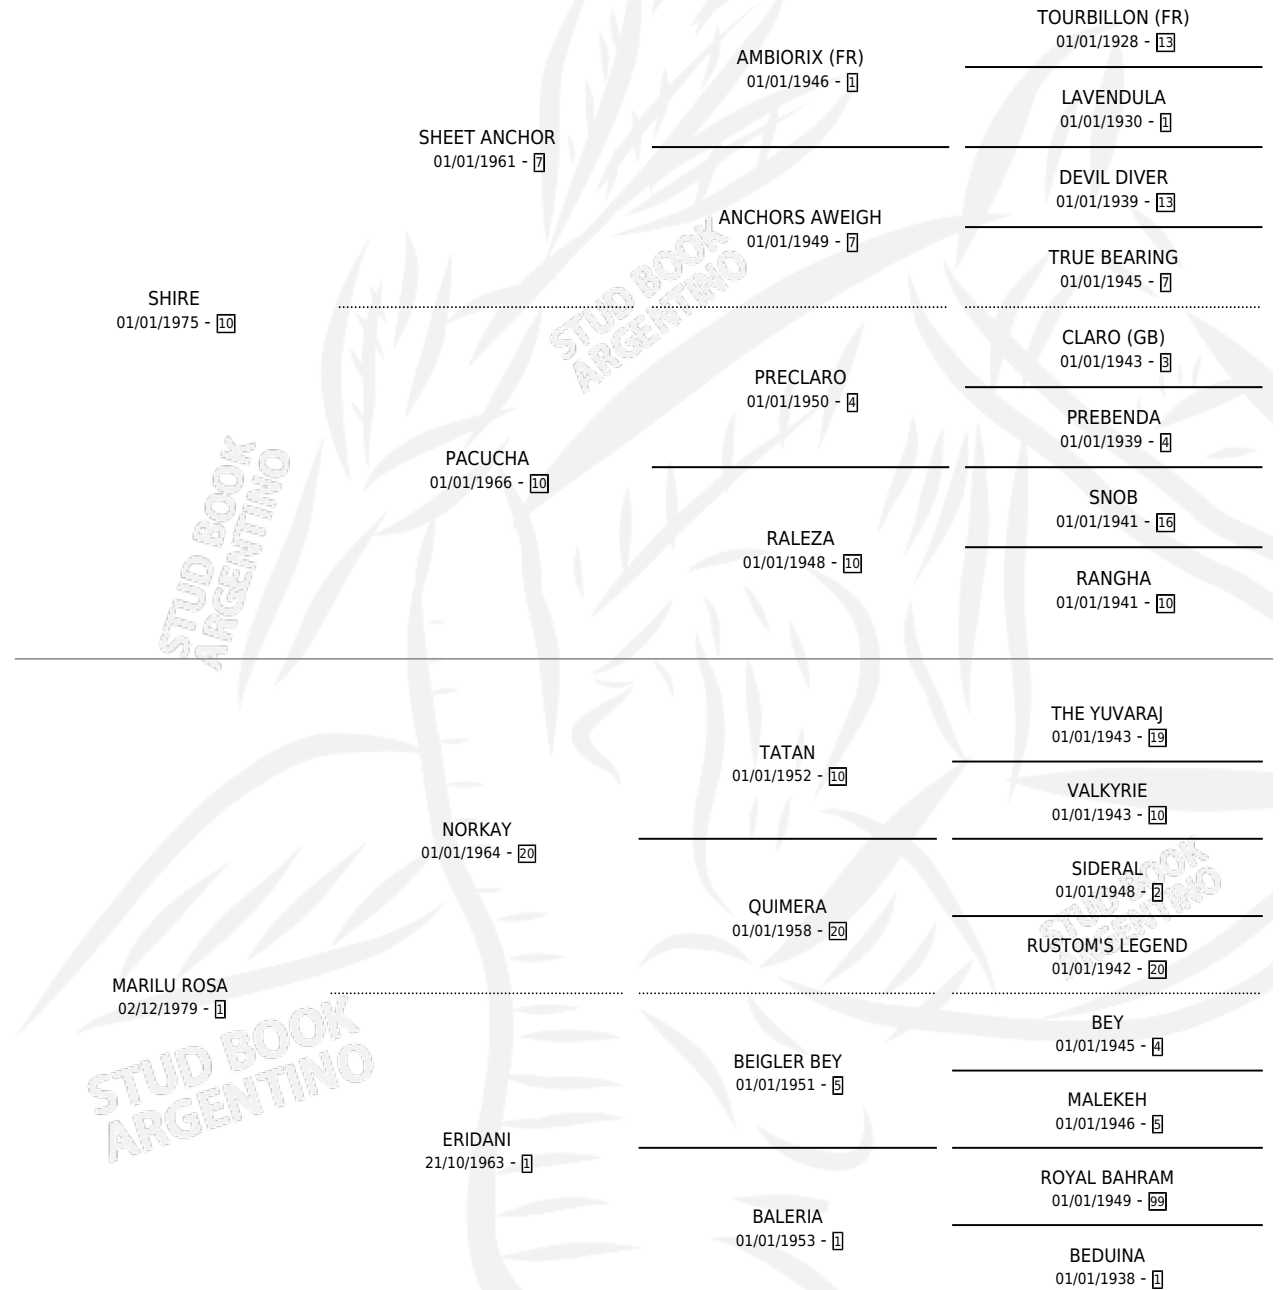 TOURBILLON (FR)
01/01/1928 - 13
AMBIORIX (FR)
01/01/1946 - 1
LAVENDULA
01/01/1930 - 1
SHEET ANCHOR
01/01/1961 - 7
DEVIL DIVER
01/01/1939 - 13
ANCHORS AWEIGH
01/01/1949 - 7
TRUE BEARING
01/01/1945 - 7
SHIRE
01/01/1975 - 10
STUD BOOK
ARGENTINO
CLARO (GB)
01/01/1943 - 3
PRECLARO
01/01/1950 - 4
PREBENDA
01/01/1939 - 4
PACUCHA
01/01/1966 - 10
SNOB
01/01/1941 - 16
RALEZA
01/01/1948 - 10
RANGHA
01/01/1941 - 10
STUD BOOK
ARGENTINO
THE YUVARAJ
01/01/1943 - 19
TATAN
01/01/1952 - 10
VALKYRIE
01/01/1943 - 10
NORKAY
01/01/1964 - 20
SIDERAL
01/01/1948 - 2
QUIMERA
01/01/1958 - 20
STUD BOOK
ARGENTINO
RUSTOM'S LEGEND
01/01/1942 - 20
MARILU ROSA
02/12/1979 - 1
STUD BOOK
ARGENTINO
BEY
01/01/1945 - 4
BEIGLER BEY
01/01/1951 - 5
MALEKEH
01/01/1946 - 5
ERIDANI
21/10/1963 - 1
ROYAL BAHRAM
01/01/1949 - 99
BALERIA
01/01/1953 - 1
BEDUINA
01/01/1938 - 1